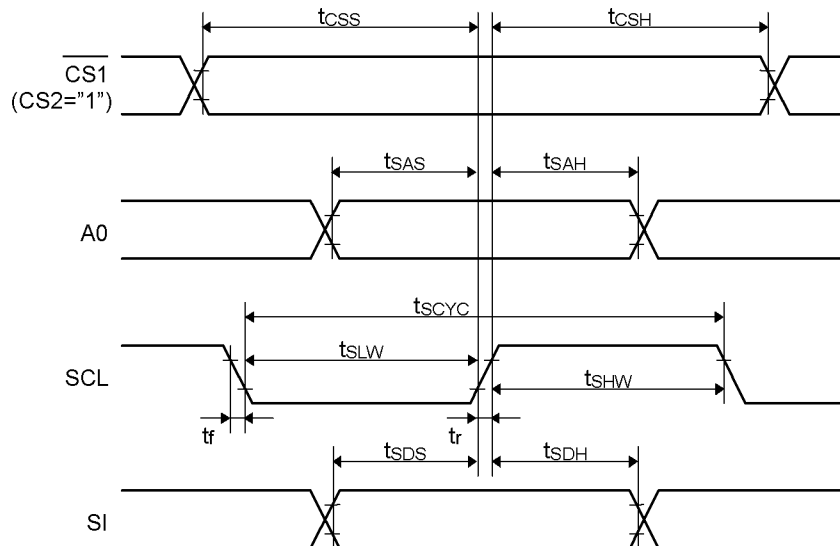 tCSS tCSH
CS1
(CS2="1")
tSAS tSAH
A0
tSCYC
tSLW
SCL
tSHW
tf tr
tSDS tSDH
SI